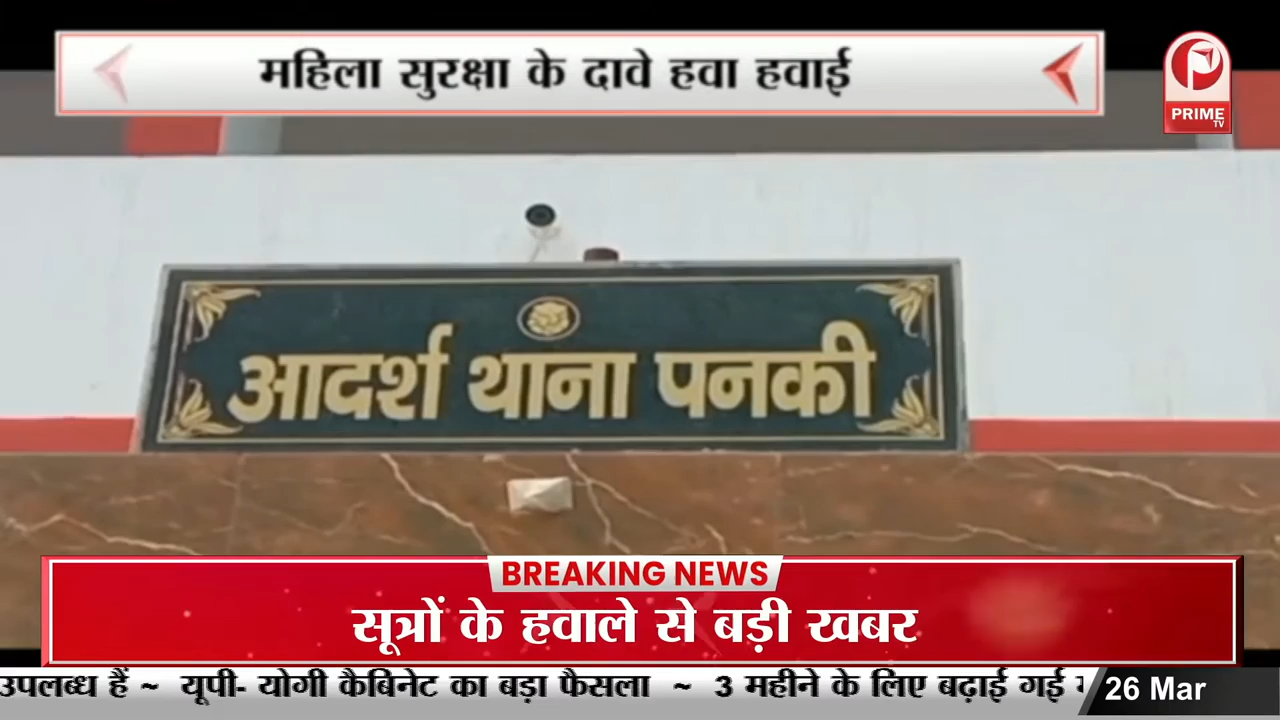 महिला सुरक्षा के दावे हवा हवाई
PRIME
TV
आदर्श थाना पनकी
BREAKING NEWS
सूत्रों के हवाले से बड़ी खबर
उपलब्ध हैं ~ यूपी- योगी कैबिनेट का बड़ा फैसला ~ 3 महीने के लिए बढ़ाई गई
26 Mar